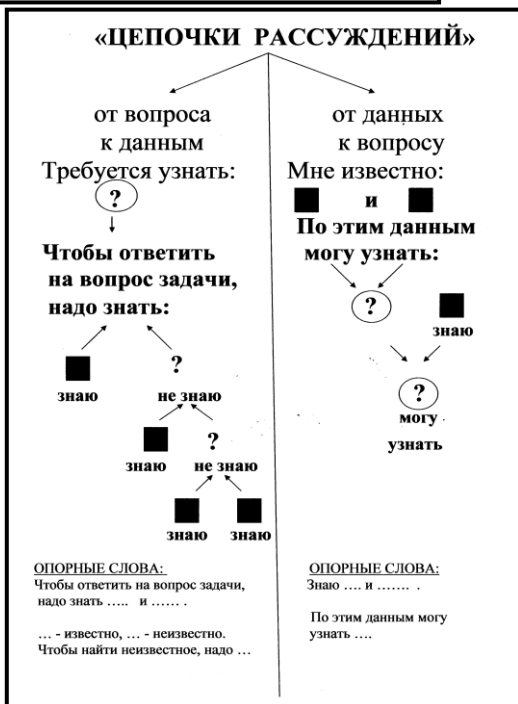 «ЦЕПОЧКИ РАССУЖДЕНИЙ»
от вопроса
к данным
Требуется узнать:
?
Чтобы ответить
на вопрос задачи,
надо знать:
?
знаю не знаю
?
знаю не знаю
знаю знаю
ОПОРНЫЕ СЛОВА:
Чтобы ответить на вопрос задачи,
надо знать ….. и …… .
… - известно, … - неизвестно.
Чтобы найти неизвестное, надо …
от данных
к вопросу
Мне известно:
и
По этим данным
могу узнать:
?
знаю
?
могу
узнать
ОПОРНЫЕ СЛОВА:
Знаю …. и ……. .
По этим данным могу
узнать ….